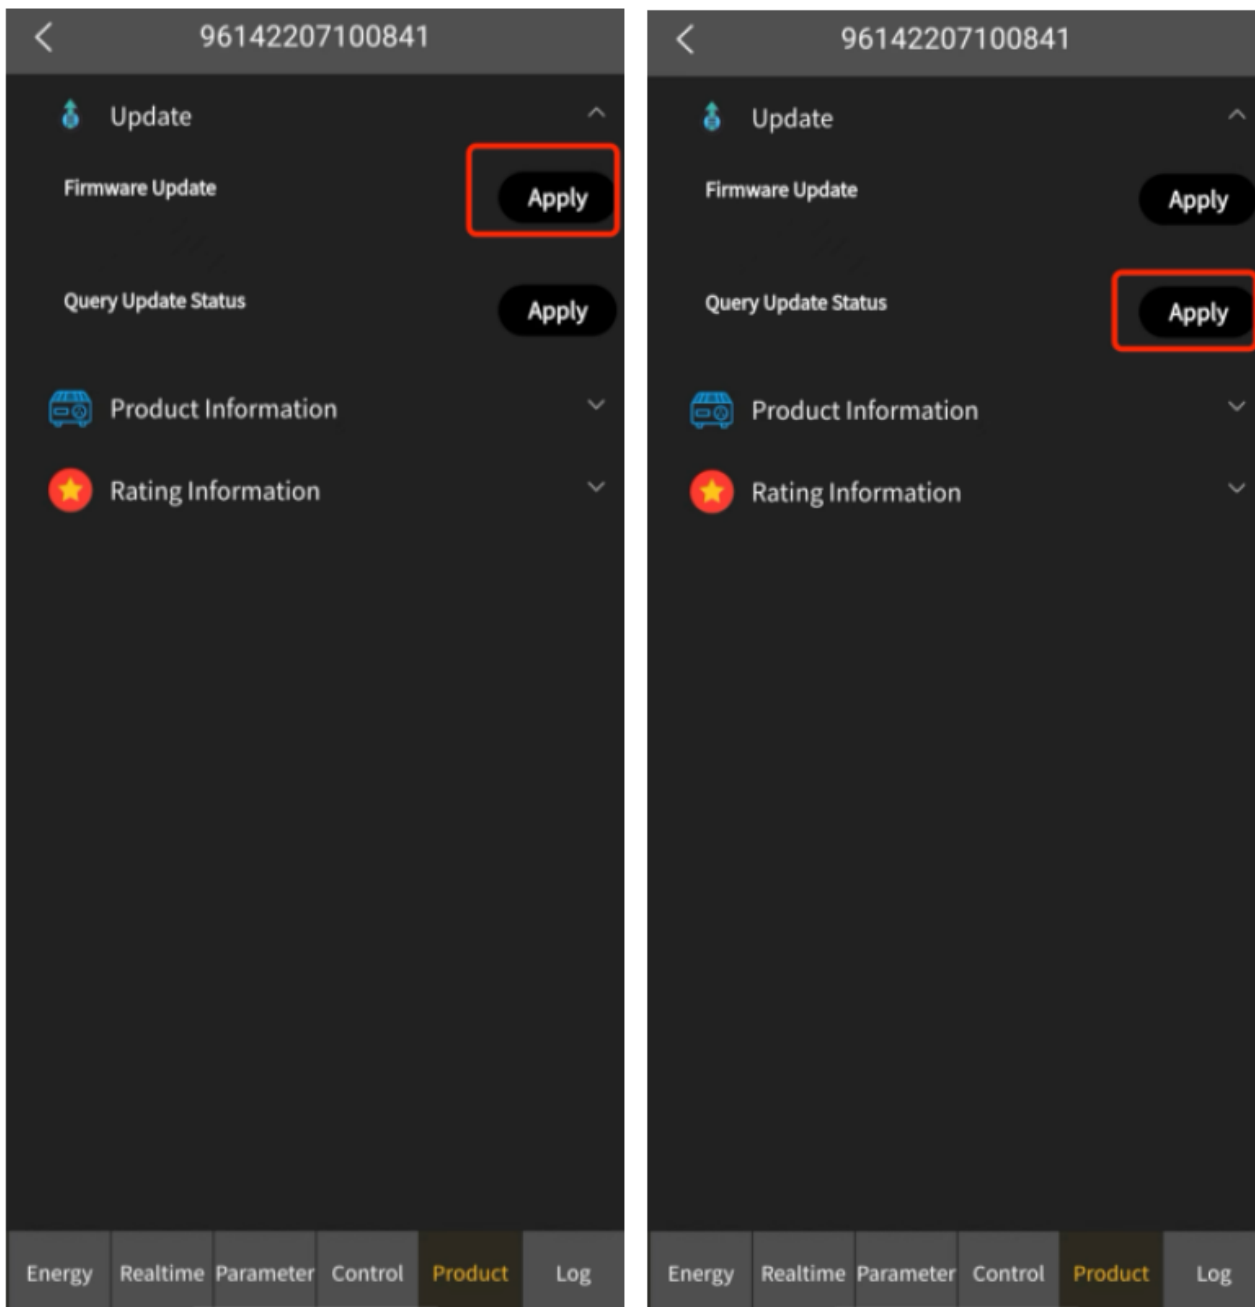 96142207100841
Update
Firmware Update
Apply
Query Update Status
Apply
Product Information
Rating Information
Energy Realtime Parameter Control Product Log
96142207100841
Update
Firmware Update
Apply
Query Update Status
Apply
Product Information
Rating Information
Energy Realtime Parameter Control Product Log